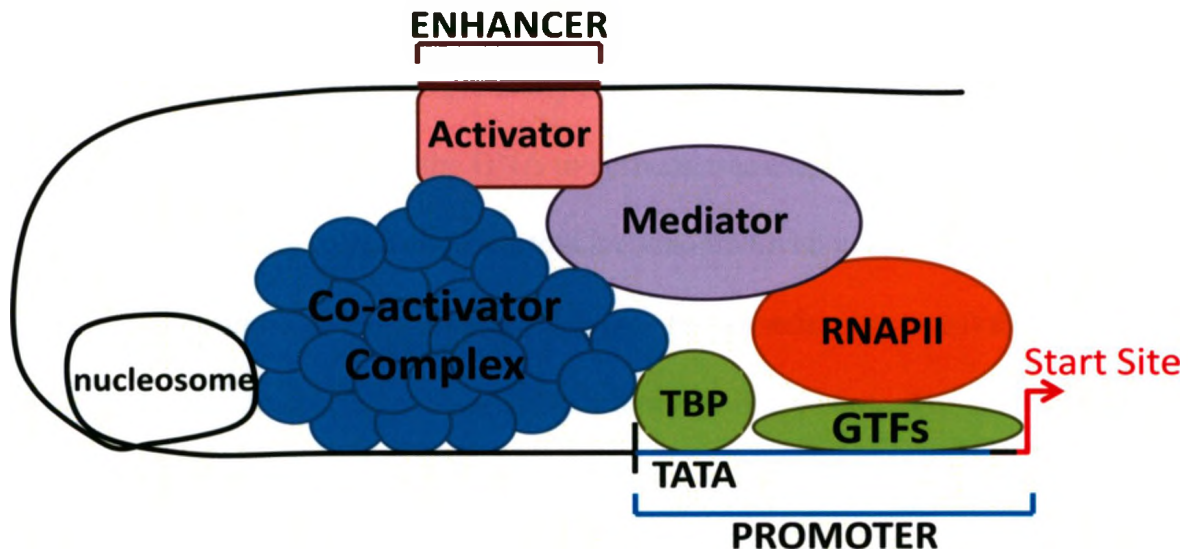 ENHANCER
Activator
Mediator
Co-activator
Complex
RNAPII
Start Site
nucleosome
TBP
GTFs
TATA
PROMOTER